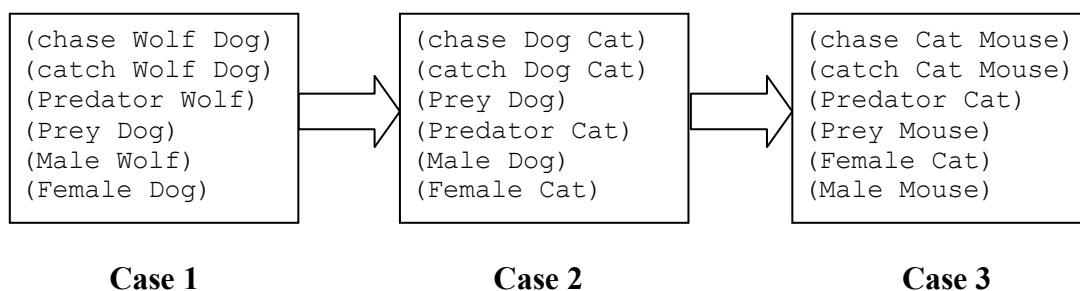 (chase Wolf Dog)
(catch Wolf Dog)
(Predator Wolf)
(Prey Dog)
(Male Wolf)
(Female Dog)
(chase Dog Cat)
(catch Dog Cat)
(Prey Dog)
(Predator Cat)
(Male Dog)
(Female Cat)
(chase Cat Mouse)
(catch Cat Mouse)
(Predator Cat)
(Prey Mouse)
(Female Cat)
(Male Mouse)
Case 1
Case 2
Case 3